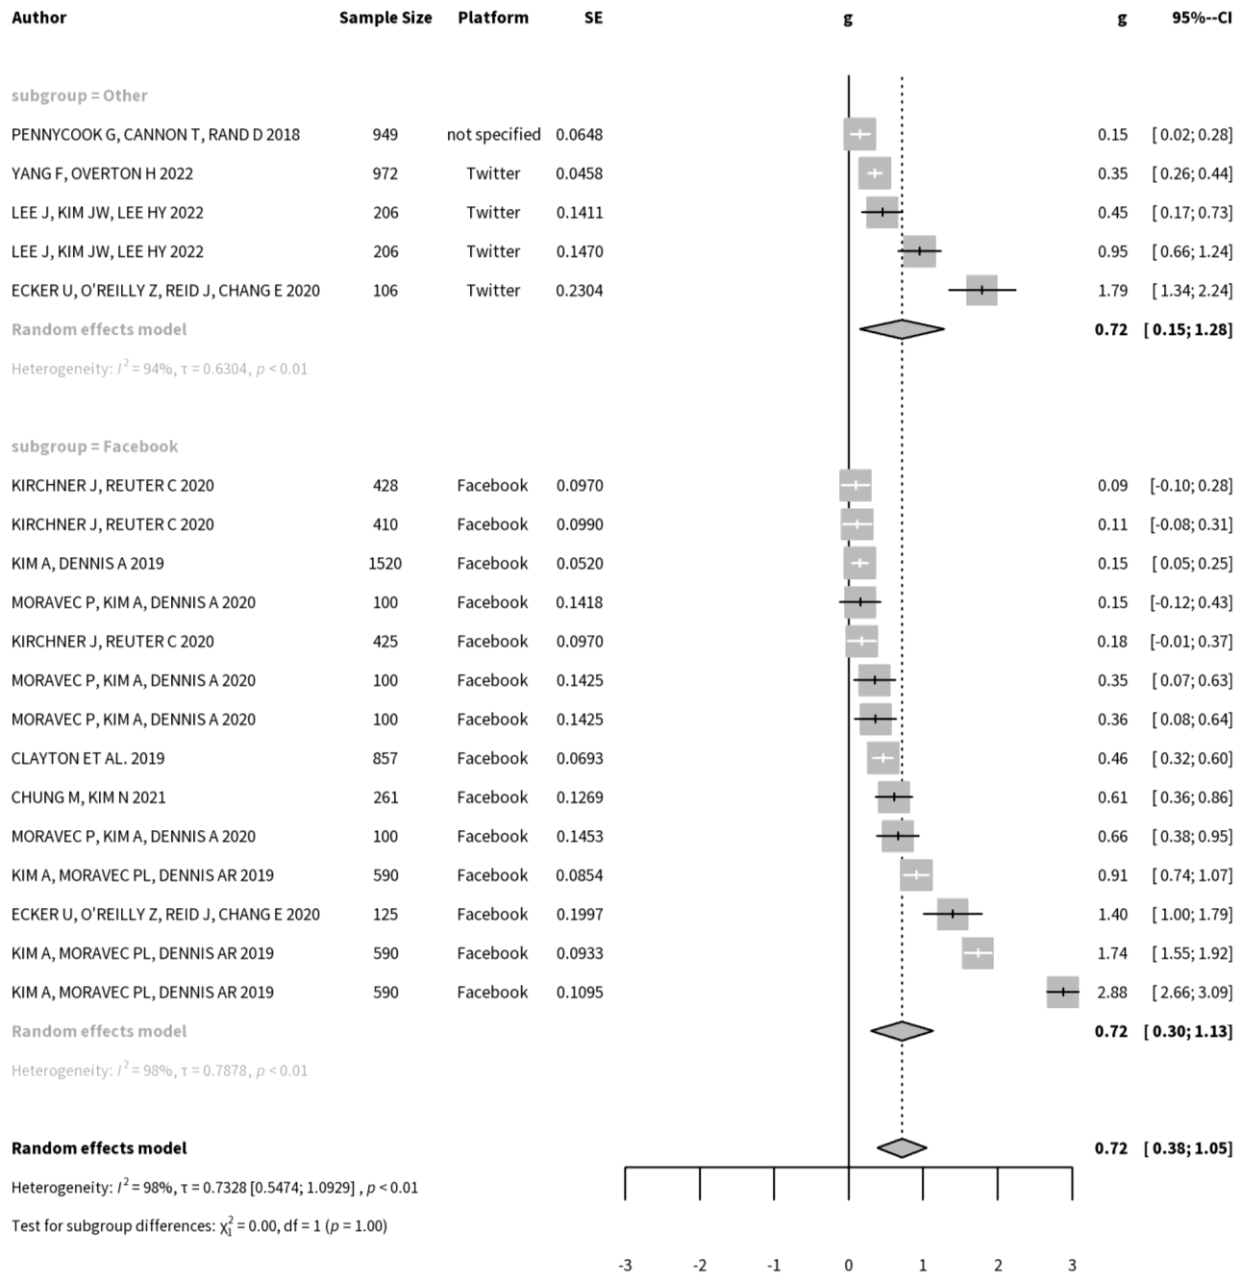 Author Sample Size Platform SE g g 95%--CI
subgroup = Other
PENNYCOOK G, CANNON T, RAND D 2018 949 not specified 0.0648 0.15 [ 0.02; 0.28]
YANG F, OVERTON H 2022 972 Twitter 0.0458 0.35 [ 0.26; 0.44]
LEE J, KIM JW, LEE HY 2022 206 Twitter 0.1411 0.45 [ 0.17; 0.73]
LEE J, KIM JW, LEE HY 2022 206 Twitter 0.1470 0.95 [ 0.66; 1.24]
ECKER U, O'REILLY Z, REID J, CHANG E 2020 106 Twitter 0.2304 1.79 [ 1.34; 2.24]
Random effects model 0.72 [ 0.15; 1.28]
Heterogeneity: I² = 94%, τ = 0.6304, p < 0.01
subgroup = Facebook
KIRCHNER J, REUTER C 2020 428 Facebook 0.0970 0.09 [-0.10; 0.28]
KIRCHNER J, REUTER C 2020 410 Facebook 0.0990 0.11 [-0.08; 0.31]
KIM A, DENNIS A 2019 1520 Facebook 0.0520 0.15 [ 0.05; 0.25]
MORAVEC P, KIM A, DENNIS A 2020 100 Facebook 0.1418 0.15 [-0.12; 0.43]
KIRCHNER J, REUTER C 2020 425 Facebook 0.0970 0.18 [-0.01; 0.37]
MORAVEC P, KIM A, DENNIS A 2020 100 Facebook 0.1425 0.35 [ 0.07; 0.63]
MORAVEC P, KIM A, DENNIS A 2020 100 Facebook 0.1425 0.36 [ 0.08; 0.64]
CLAYTON ET AL. 2019 857 Facebook 0.0693 0.46 [ 0.32; 0.60]
CHUNG M, KIM N 2021 261 Facebook 0.1269 0.61 [ 0.36; 0.86]
MORAVEC P, KIM A, DENNIS A 2020 100 Facebook 0.1453 0.66 [ 0.38; 0.95]
KIM A, MORAVEC PL, DENNIS AR 2019 590 Facebook 0.0854 0.91 [ 0.74; 1.07]
ECKER U, O'REILLY Z, REID J, CHANG E 2020 125 Facebook 0.1997 1.40 [ 1.00; 1.79]
KIM A, MORAVEC PL, DENNIS AR 2019 590 Facebook 0.0933 1.74 [ 1.55; 1.92]
KIM A, MORAVEC PL, DENNIS AR 2019 590 Facebook 0.1095 2.88 [ 2.66; 3.09]
Random effects model 0.72 [ 0.30; 1.13]
Heterogeneity: I² = 98%, τ = 0.7878, p < 0.01
Random effects model 0.72 [ 0.38; 1.05]
Heterogeneity: I² = 98%, τ = 0.7328 [0.5474; 1.0929] , p < 0.01
Test for subgroup differences: χ²₁ = 0.00, df = 1 (p = 1.00)
-3 -2 -1 0 1 2 3